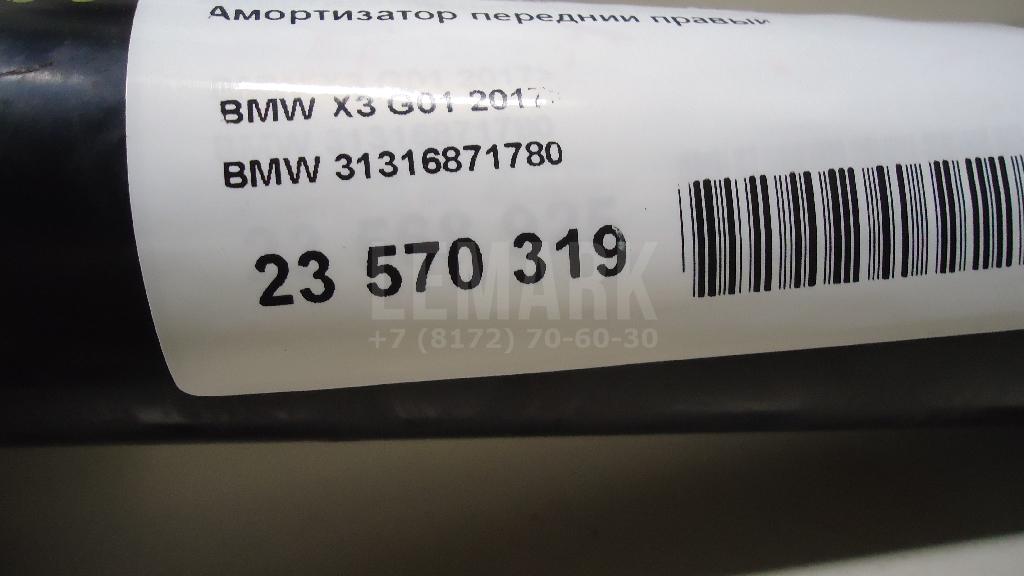 Амортизатор передний правый
BMW X3 G01 2017>
BMW 31316871780
23 570 319
LEMARK
+7 (8172) 70-60-30